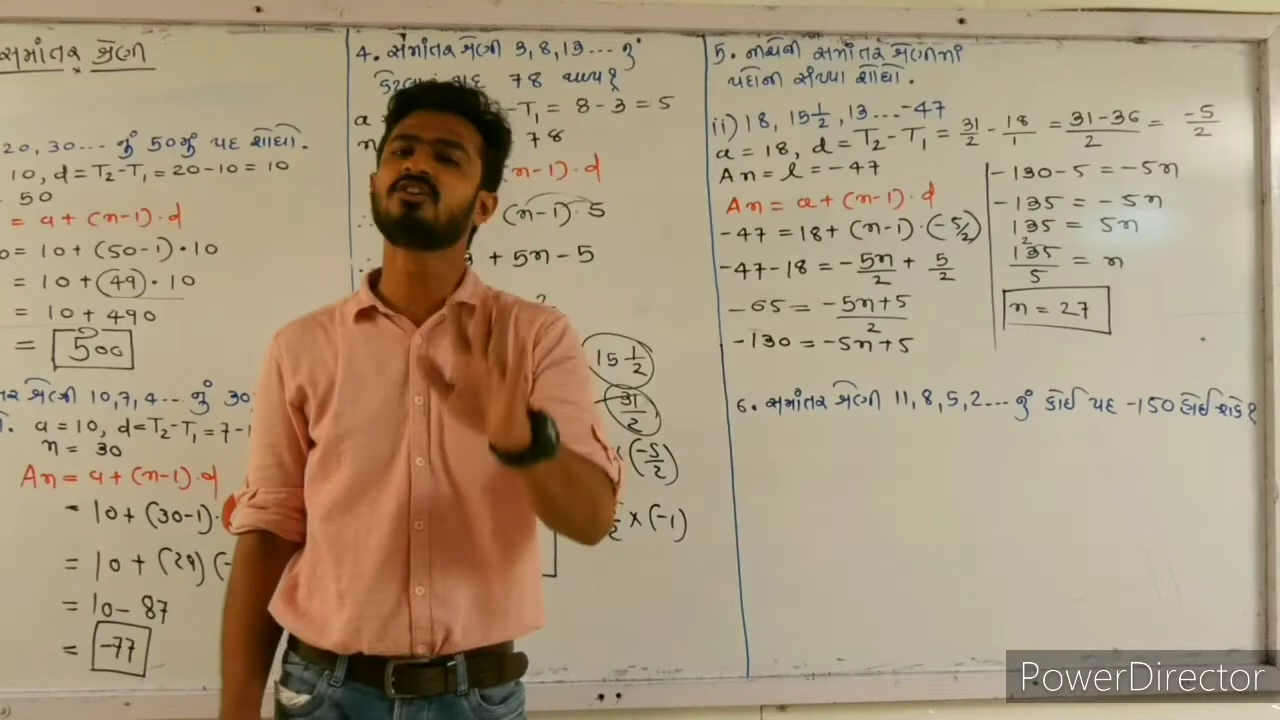 સમાંતર શ્રેણી
20, 30... નું 50મું પદ શોધો.
10, d = T₂-T₁ = 20-10 = 10
50
= a + (n-1)·d
= 10 + (50-1)·10
= 10 + (49)·10
= 10 + 490
= 500
શ્રેણી 10, 7, 4... નું 30
a = 10, d = T₂-T₁ = 7-1
n = 30
An = a + (n-1)·d
= 10 + (30-1)·
= 10 + (29)(-
= 10 - 87
= -77
4. સમાંતર શ્રેણી 3, 8, 13... નું
પદ 78 થાય?
a
-T₁ = 8-3 = 5
n
78
(n-1)·d
(n-1)·5
3 + 5n - 5
15 1/2
31/2
(-5/2)
× (-1)
5. નીચેની સમાંતર શ્રેણીમાં
પદોની સંખ્યા શોધો.
ii) 18, 15 1/2, 13... -47
a = 18, d = T₂-T₁ = 31/2 - 18/1 = 31-36/2 = -5/2
An = l = -47
An = a + (n-1)·d
-47 = 18 + (n-1)·(-5/2)
-47-18 = -5n/2 + 5/2
-65 = -5n+5/2
-130 = -5n+5
-130-5 = -5n
-135 = -5n
135 = 5n
135/5 = n
n = 27
6. સમાંતર શ્રેણી 11, 8, 5, 2... નું કોઈ પદ -150 હોઈ શકે?
PowerDirector